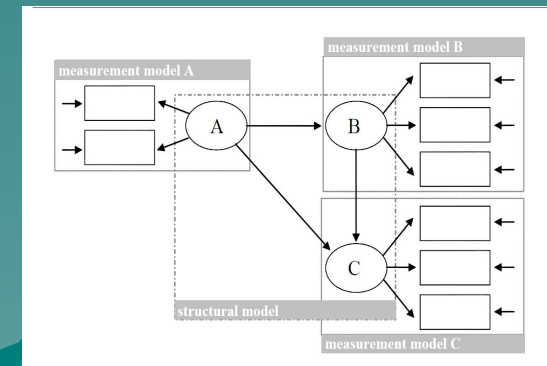 measurement model B
measurement model A
A
B
C
structural model
measurement model C